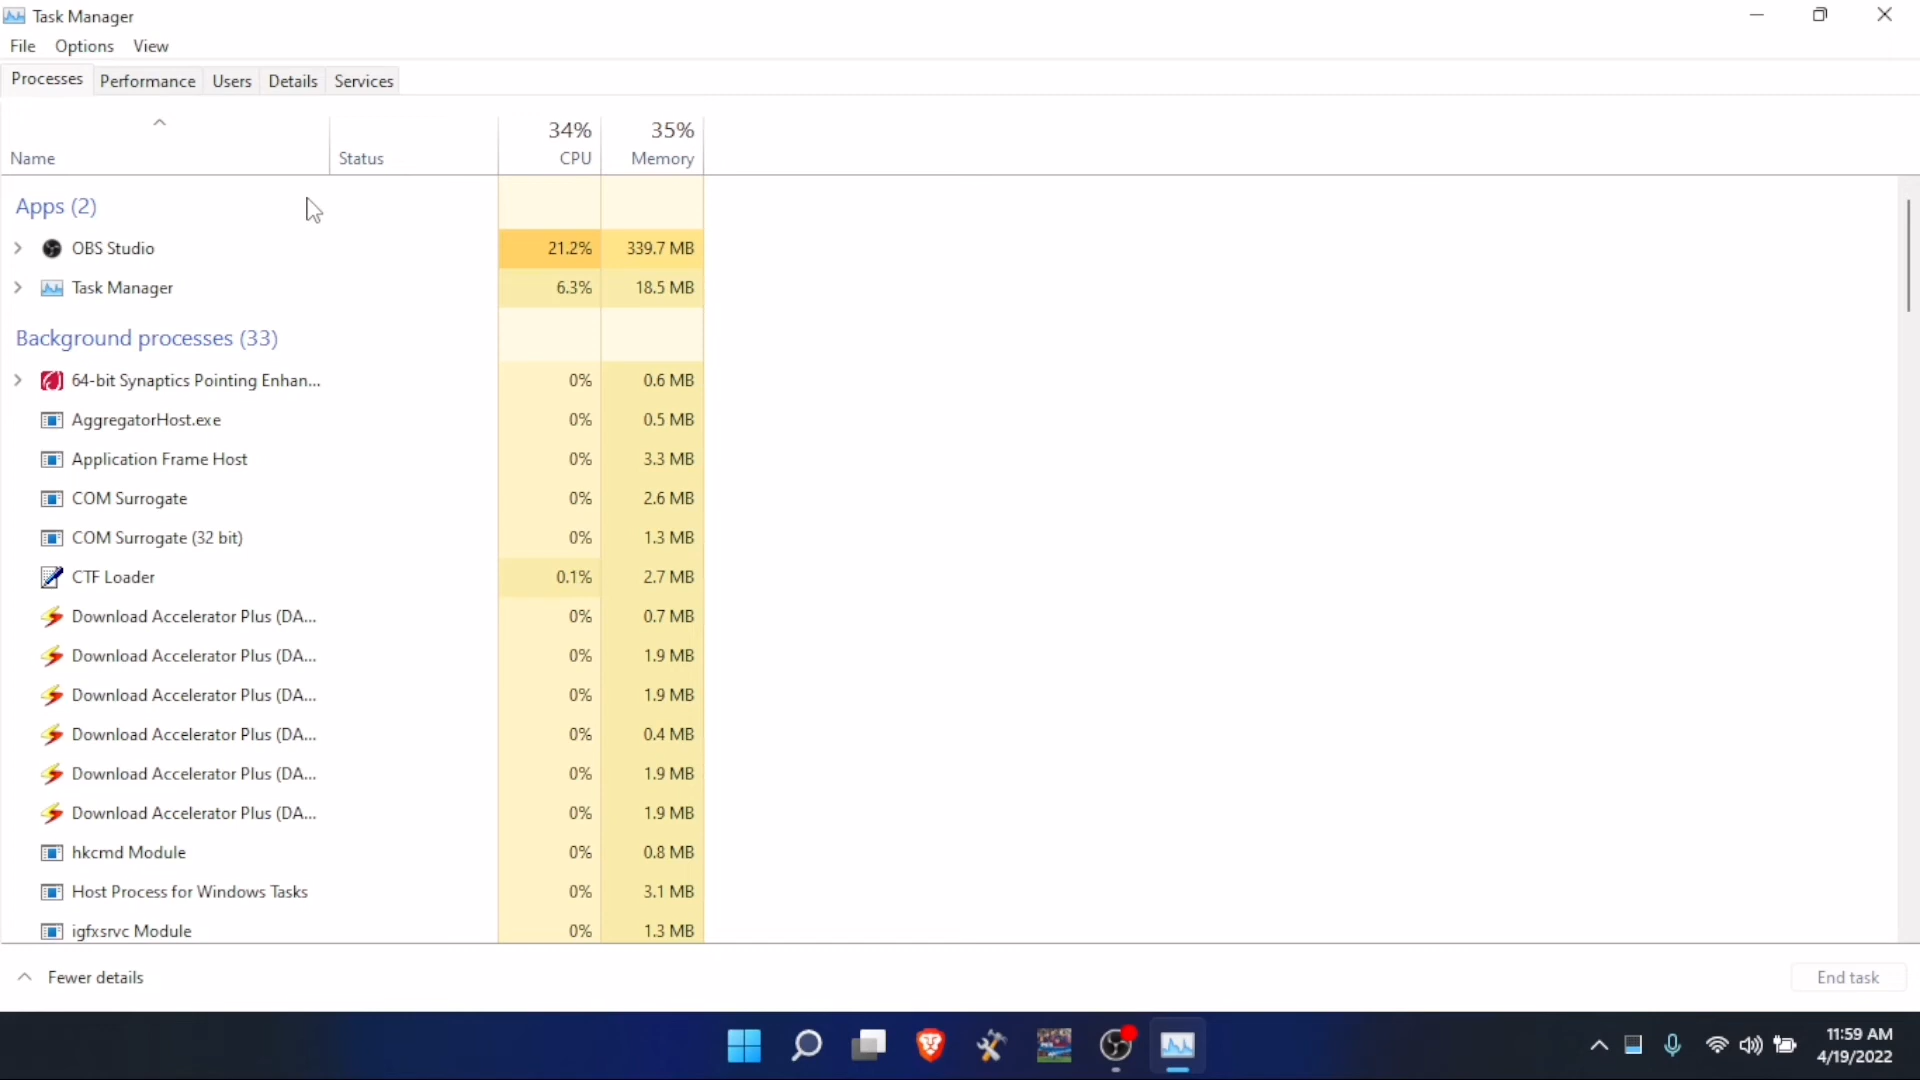 Task Manager
File Options View
Processes Performance Users Details Services
34% 35%
Name Status CPU Memory
Apps (2)
OBS Studio 21.2% 339.7 MB
Task Manager 6.3% 18.5 MB
Background processes (33)
64-bit Synaptics Pointing Enhan... 0% 0.6 MB
AggregatorHost.exe 0% 0.5 MB
Application Frame Host 0% 3.3 MB
COM Surrogate 0% 2.6 MB
COM Surrogate (32 bit) 0% 1.3 MB
CTF Loader 0.1% 2.7 MB
Download Accelerator Plus (DA... 0% 0.7 MB
Download Accelerator Plus (DA... 0% 1.9 MB
Download Accelerator Plus (DA... 0% 1.9 MB
Download Accelerator Plus (DA... 0% 0.4 MB
Download Accelerator Plus (DA... 0% 1.9 MB
Download Accelerator Plus (DA... 0% 1.9 MB
hkcmd Module 0% 0.8 MB
Host Process for Windows Tasks 0% 3.1 MB
igfxsrvc Module 0% 1.3 MB
Fewer details End task
11:59 AM
4/19/2022